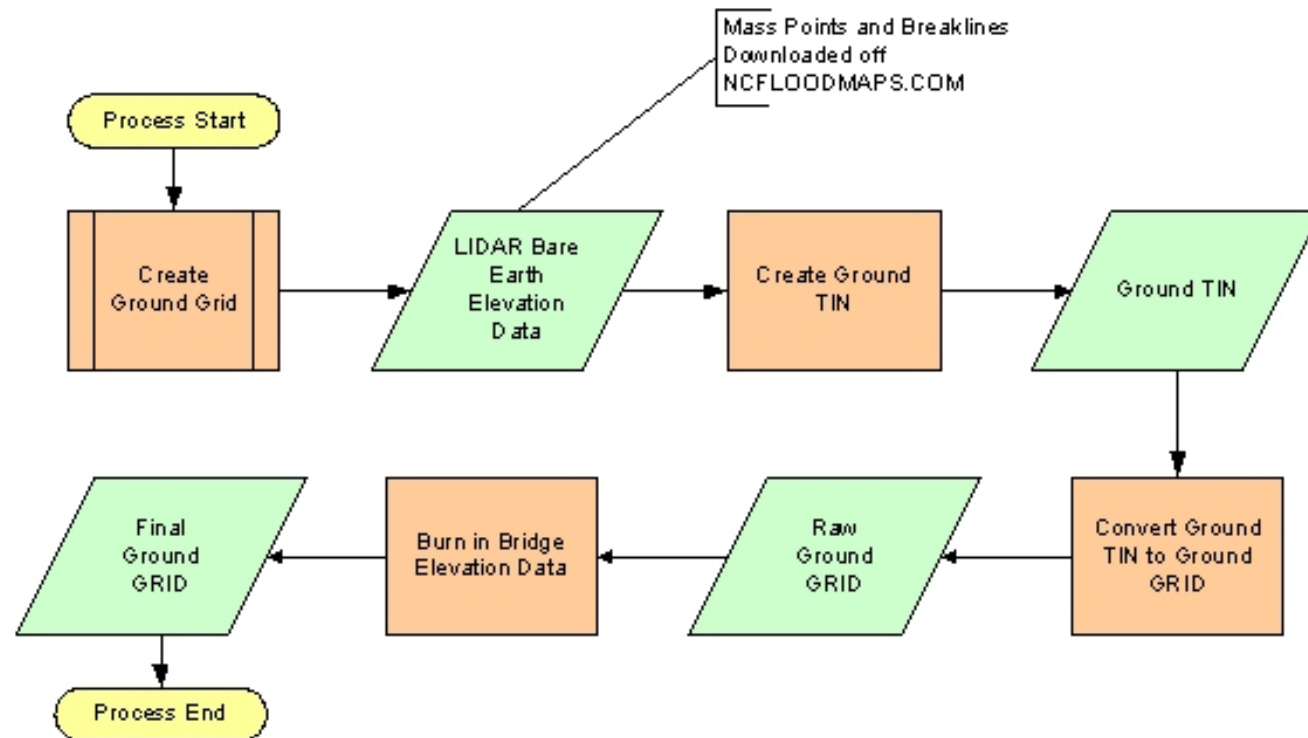 Mass Points and Breaklines
Downloaded off
NCFLOODMAPS.COM
Process Start
Create
Ground Grid
LIDAR Bare
Earth
Elevation
Data
Create Ground
TIN
Ground TIN
Convert Ground
TIN to Ground
GRID
Raw
Ground
GRID
Burn in Bridge
Elevation Data
Final
Ground
GRID
Process End